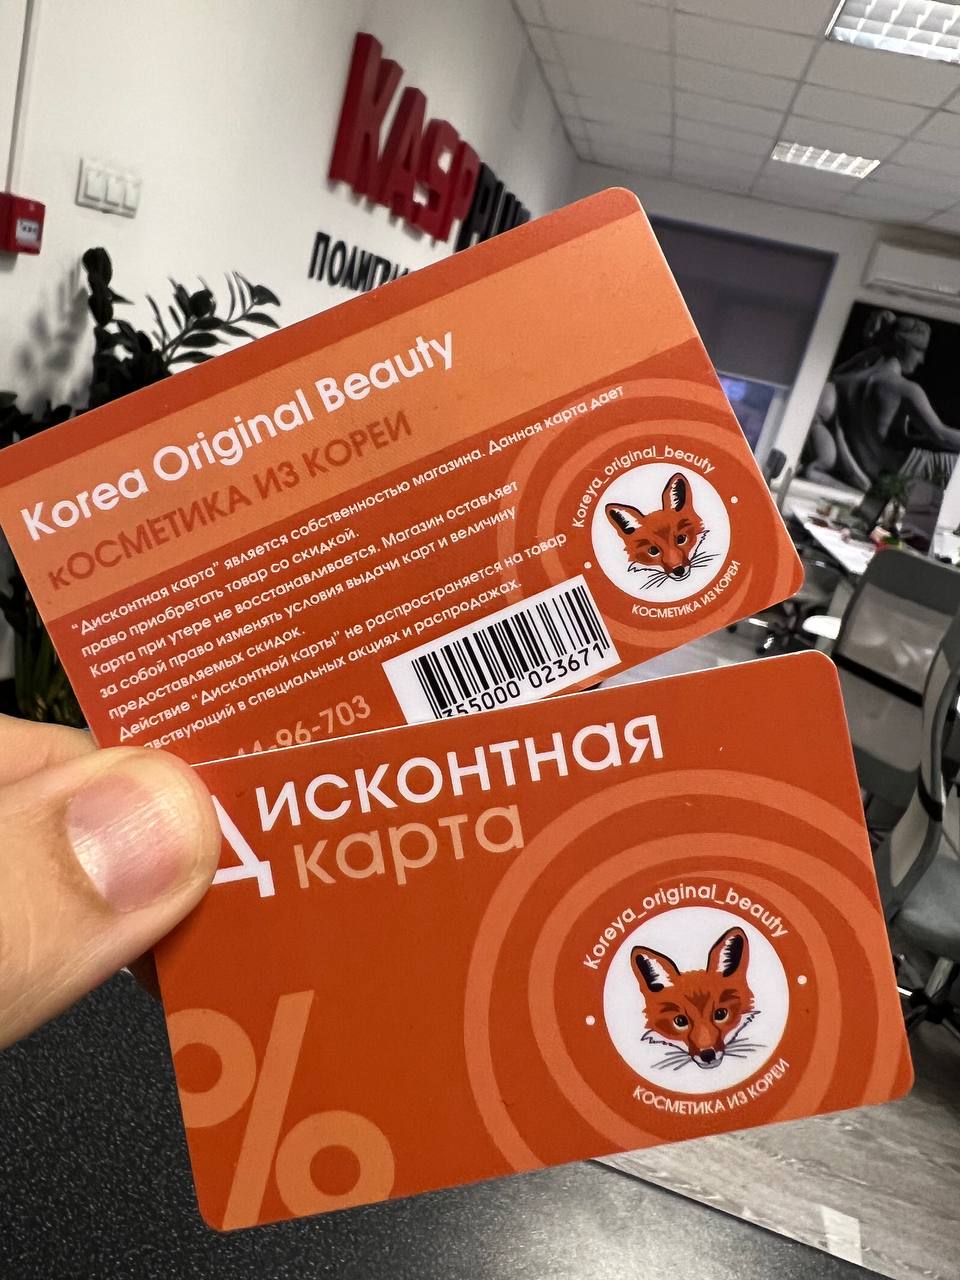 KASPPRINT
ПОЛИГРА
Korea Original Beauty
КОСМЕТИКА ИЗ КОРЕИ
"Дисконтная карта" является собственностью магазина. Данная карта дает
право приобретать товар со скидкой.
Карта при утере не восстанавливается. Магазин оставляет
за собой право изменять условия выдачи карт и величину
предоставляемых скидок.
Действие "Дисконтной карты" не распространяется на товар
авствующий в специальных акциях и распродажах.
44-96-703
355000 023671
Koreya_original_beauty
КОСМЕТИКА ИЗ КОРЕИ
Дисконтная
карта
%
Koreya_original_beauty
КОСМЕТИКА ИЗ КОРЕИ